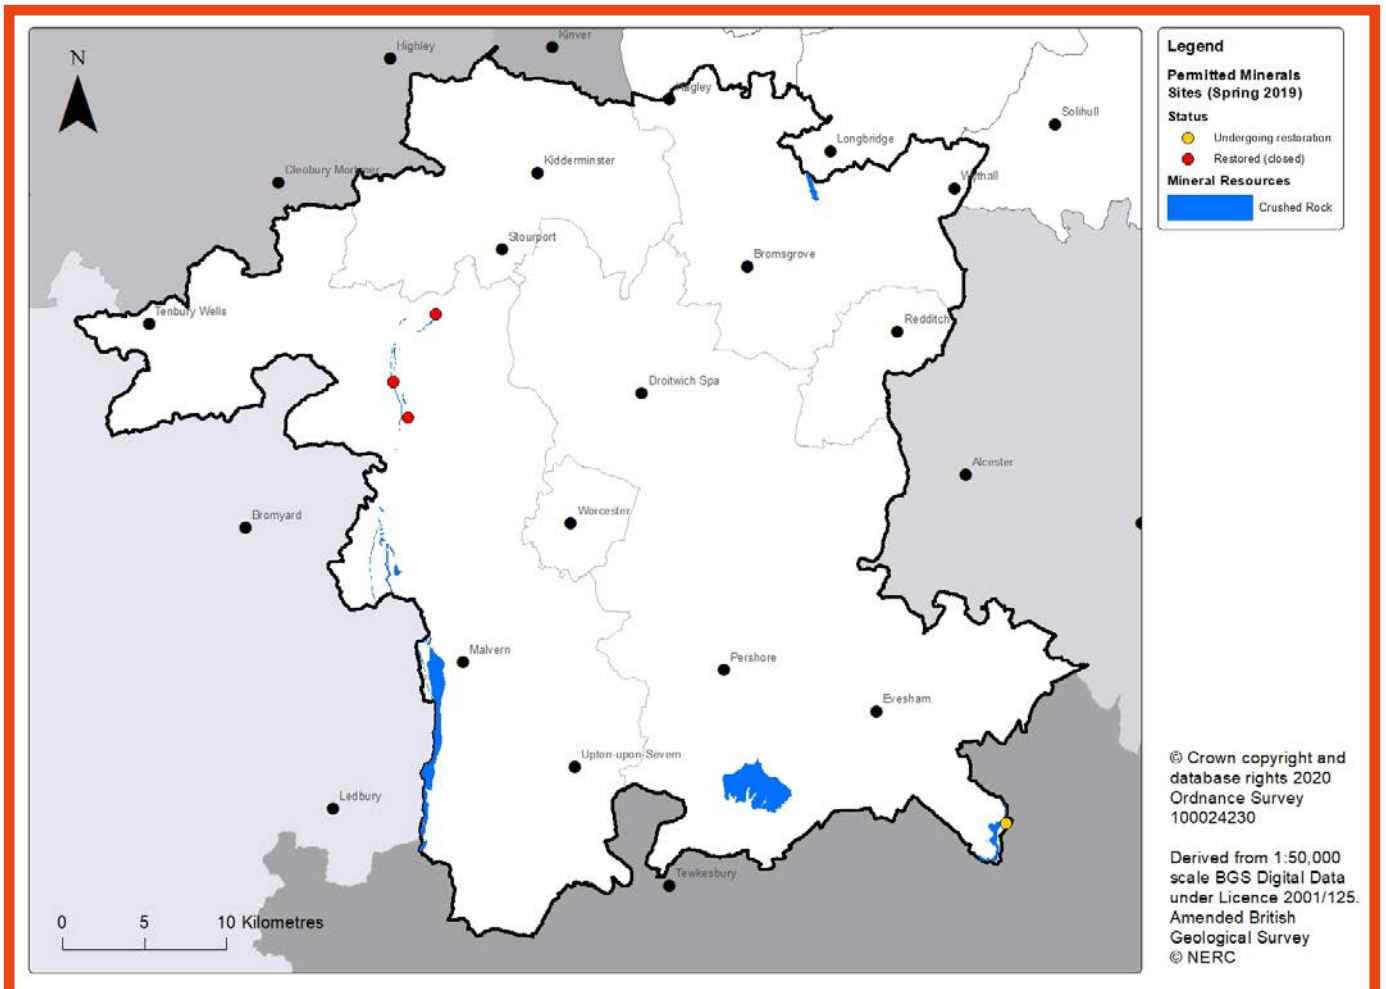 N
Highley
Kinver
Hagley
Solihull
Longbridge
Cleobury Mortimer
Kidderminster
Wythall
Stourport
Bromsgrove
Tenbury Wells
Redditch
Droitwich Spa
Alcester
Bromyard
Worcester
Malvern
Pershore
Evesham
Upton-upon-Severn
Ledbury
Tewkesbury
0 5 10 Kilometres
Legend
Permitted Minerals
Sites (Spring 2019)
Status
Undergoing restoration
Restored (closed)
Mineral Resources
Crushed Rock
© Crown copyright and
database rights 2020
Ordnance Survey
100024230
Derived from 1:50,000
scale BGS Digital Data
under Licence 2001/125.
Amended British
Geological Survey
© NERC